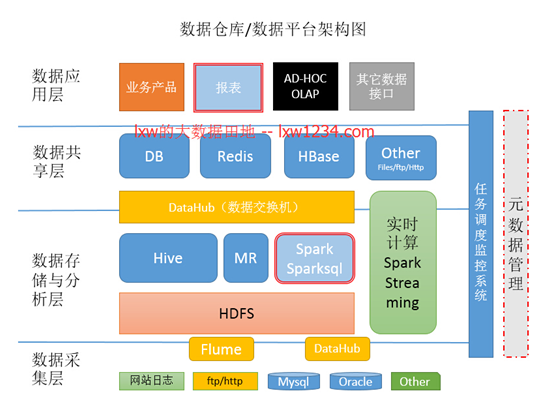 数据仓库/数据平台架构图
数据应
用层
业务产品
报表
AD-HOC
OLAP
其它数据
接口
lxw的大数据田地 -- lxw1234.com
数据共
享层
DB
Redis
HBase
Other
Files/ftp/Http
DataHub（数据交换机）
实时
计算
Spark
Strea
ming
数据存
储与分
析层
Hive
MR
Spark
Sparksql
HDFS
任务调度监控系统
元数据管理
数据采
集层
Flume
DataHub
网站日志
ftp/http
Mysql
Oracle
Other